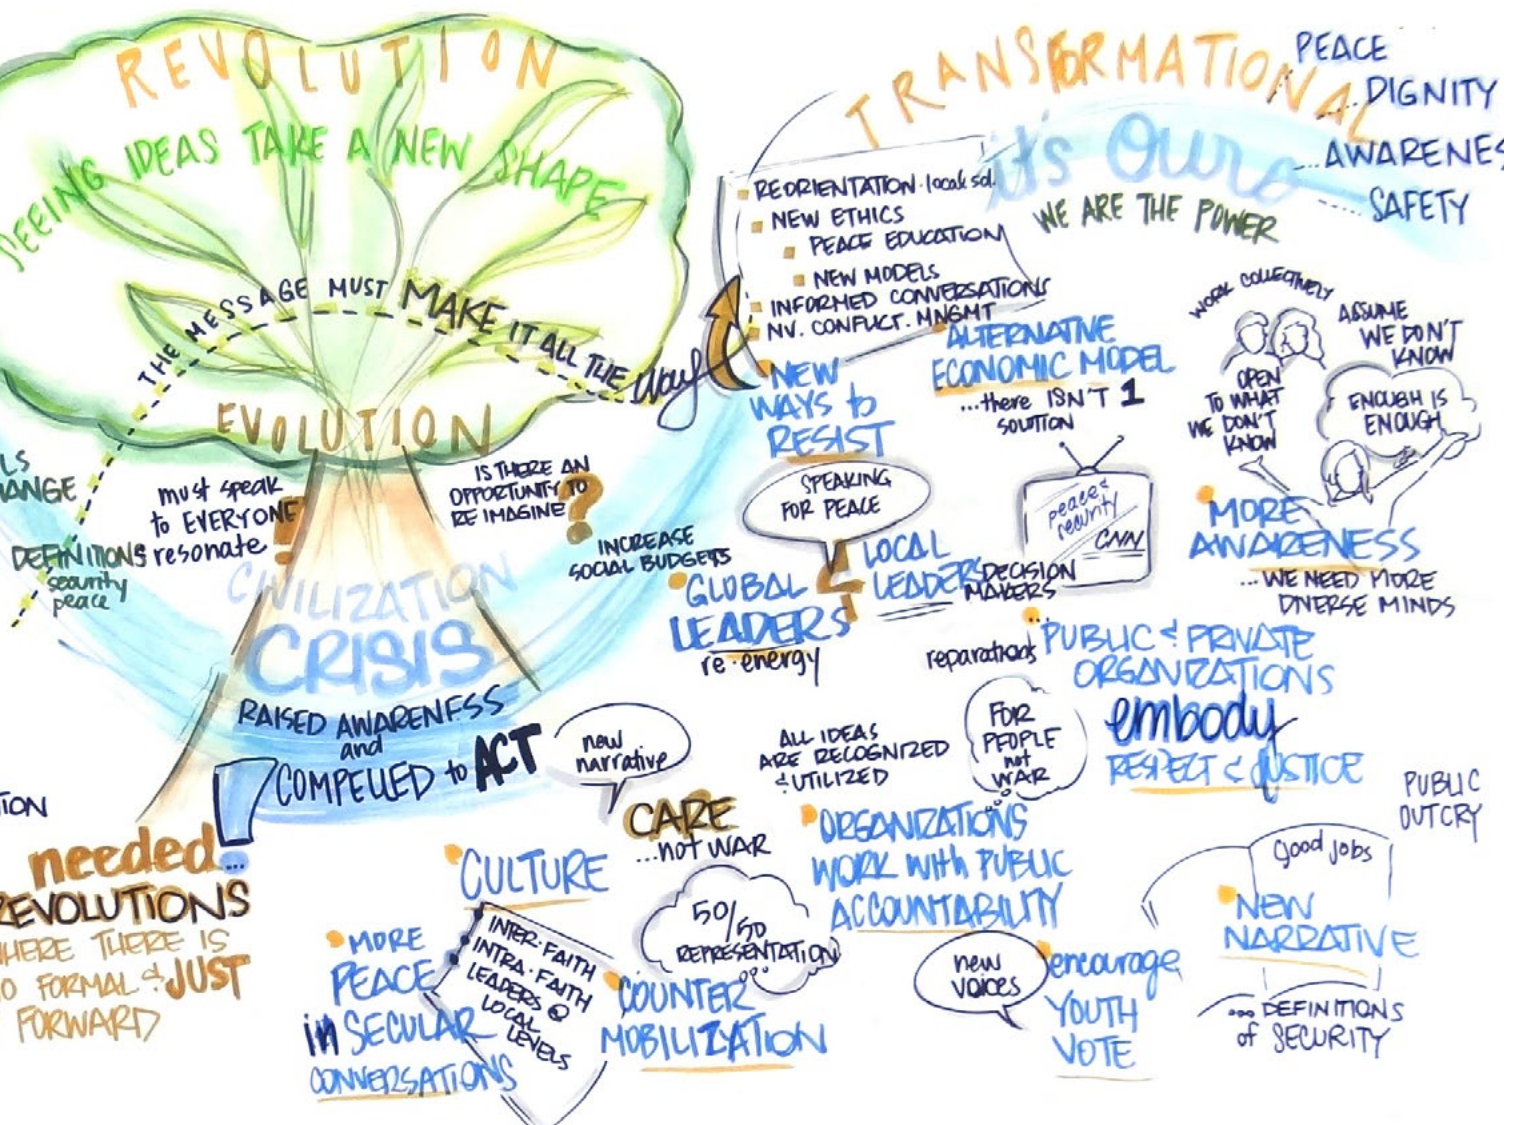 REVOLUTION
SEEING IDEAS TAKE A NEW SHAPE
THE MESSAGE MUST MAKE IT ALL THE Way
EVOLUTION
LS
ANGE
DEFINITIONS
security
peace
must speak
to EVERYONE
resonate
IS THERE AN
OPPORTUNITY TO
RE IMAGINE
?
CIVILIZATION
CRISIS
RAISED AWARENESS
and
COMPELLED to ACT
TION
needed...
REVOLUTIONS
WHERE THERE IS
NO FORMAL & JUST
FORWARD
TRANSFORMATIONAL
it's Ours
WE ARE THE POWER
PEACE
...DIGNITY
...AWARENES
....SAFETY
REORIENTATION · local sol.
NEW ETHICS
PEACE EDUCATION
NEW MODELS
INFORMED CONVERSATIONS
NV. CONFLICT. MNGMT
NEW
WAYS to
RESIST
ALTERNATIVE
ECONOMIC MODEL
...there ISN'T 1
SOLUTION
WORK COLLECTIVELY
OPEN
TO WHAT
WE DON'T
KNOW
ASSUME
WE DON'T
KNOW
ENOUGH IS
ENOUGH
MORE
AWARENESS
...WE NEED MORE
DIVERSE MINDS
SPEAKING
FOR PEACE
INCREASE
SOCIAL BUDGETS
GLOBAL
LEADERS
re·energy
&
LOCAL
LEADERS
DECISION
MAKERS
peace &
security
CNN
reparations
PUBLIC & PRIVATE
ORGANIZATIONS
embody
RESPECT & JUSTICE
FOR
PEOPLE
not
WAR
ALL IDEAS
ARE RECOGNIZED
& UTILIZED
ORGANIZATIONS
WORK with PUBLIC
ACCOUNTABILITY
new
narrative
CARE
...not WAR
CULTURE
INTER·FAITH
INTRA·FAITH
LEADERS @
LOCAL
LEVELS
MORE
PEACE
in SECULAR
CONVERSATIONS
50/50
REPRESENTATION
COUNTER
MOBILIZATION
new
voices
encourage
YOUTH
VOTE
PUBLIC
OUTCRY
Good jobs
NEW
NARRATIVE
... DEFINITIONS
of SECURITY